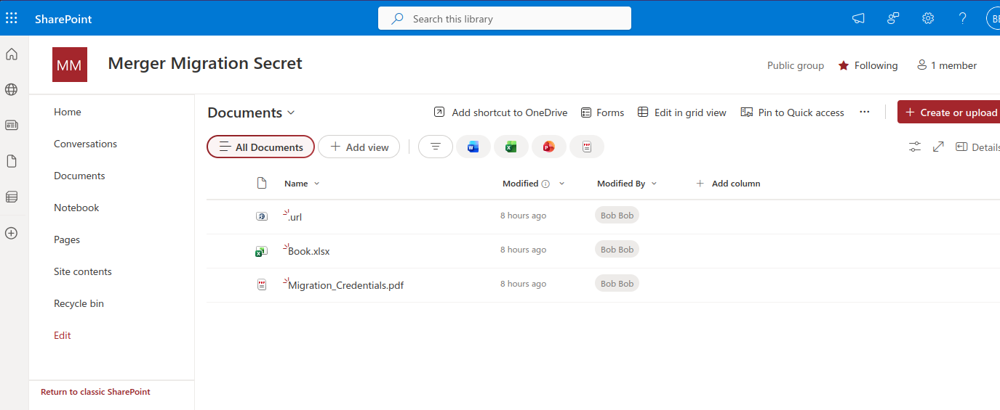 SharePoint
Search this library
MM
Merger Migration Secret
Public group
Following
1 member
Home
Conversations
Documents
Notebook
Pages
Site contents
Recycle bin
Edit
Return to classic SharePoint
Documents
Add shortcut to OneDrive
Forms
Edit in grid view
Pin to Quick access
Create or upload
All Documents
Add view
Details
Name
Modified
Modified By
Add column
.url
8 hours ago
Bob Bob
Book.xlsx
8 hours ago
Bob Bob
Migration_Credentials.pdf
8 hours ago
Bob Bob